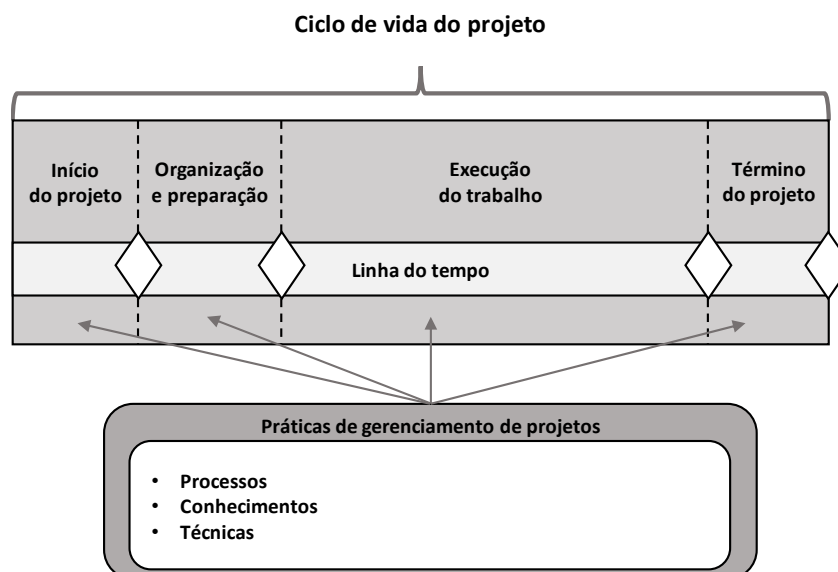 Ciclo de vida do projeto
Início
do projeto
Organização
e preparação
Execução
do trabalho
Término
do projeto
Linha do tempo
Práticas de gerenciamento de projetos
• Processos
• Conhecimentos
• Técnicas